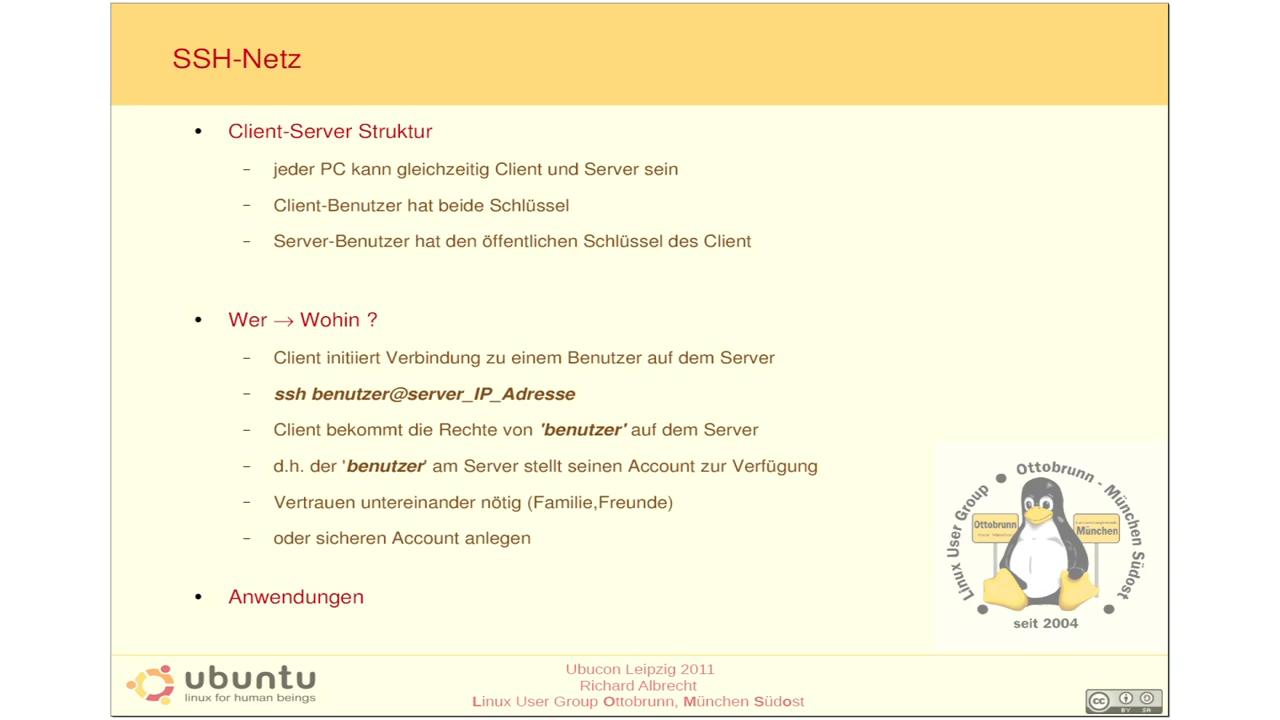 SSH-Netz
• Client-Server Struktur
– jeder PC kann gleichzeitig Client und Server sein
– Client-Benutzer hat beide Schlüssel
– Server-Benutzer hat den öffentlichen Schlüssel des Client
• Wer → Wohin ?
– Client initiiert Verbindung zu einem Benutzer auf dem Server
– ssh benutzer@server_IP_Adresse
– Client bekommt die Rechte von 'benutzer' auf dem Server
– d.h. der 'benutzer' am Server stellt seinen Account zur Verfügung
– Vertrauen untereinander nötig (Familie,Freunde)
– oder sicheren Account anlegen
• Anwendungen
Linux User Group • Ottobrunn - München Südost
Ottobrunn
München
seit 2004
ubuntu
linux for human beings
Ubucon Leipzig 2011
Richard Albrecht
Linux User Group Ottobrunn, München Südost
cc
BY SA